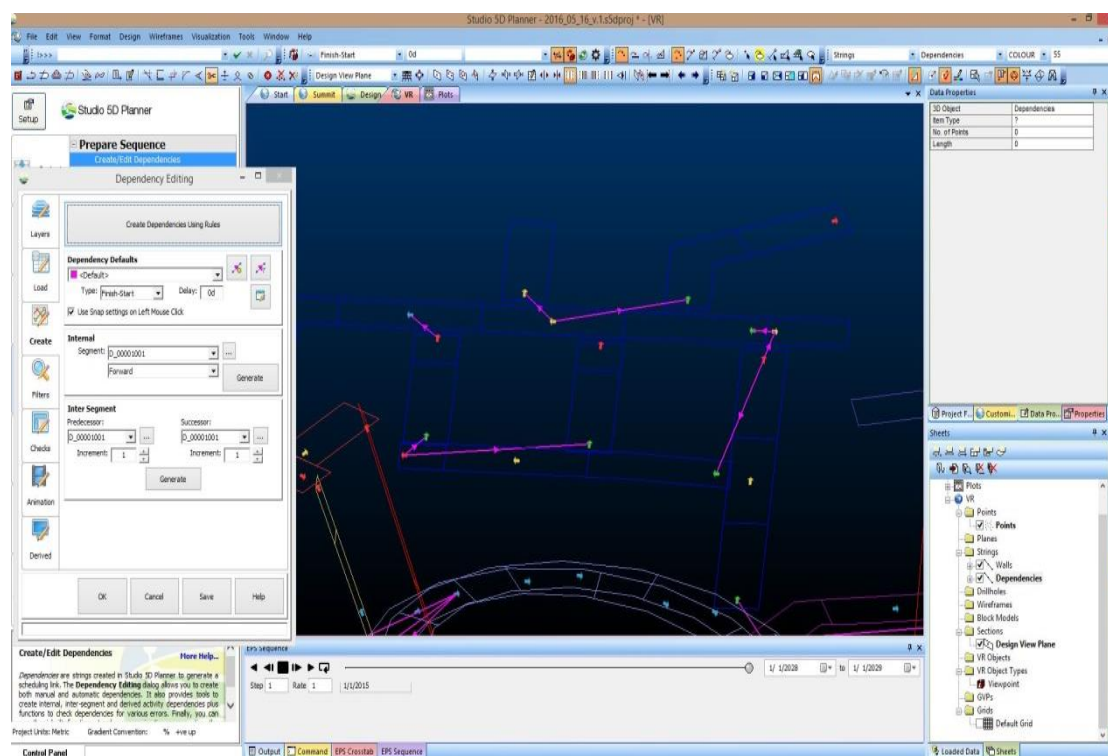 Studio 5D Planner - 2016_05_16_v.1.s5dproj * - [VR]
File Edit View Format Design Wireframes Visualization Tools Window Help
!>>> Finish-Start 0d Strings Dependencies COLOUR 55
Design View Plane
Setup Studio 5D Planner
Start Summit Design VR Plots
Prepare Sequence
Create/Edit Dependencies
Dependency Editing
Layers
Load
Create
Filters
Checks
Animation
Derived
Create Dependencies Using Rules
Dependency Defaults
<Default>
Type: Finish-Start Delay: 0d
Use Snap settings on Left Mouse Click
Internal
Segment: D_00001001 ...
Forward
Generate
Inter Segment
Predecessor: Successor:
D_00001001 ... D_00001001 ...
Increment: 1 Increment: 1
Generate
OK Cancel Save Help
Create/Edit Dependencies More Help...
Dependencies are strings created in Studio 5D Planner to generate a
scheduling link. The Dependency Editing dialog allows you to create
both manual and automatic dependencies. It also provides tools to
create internal, inter-segment and derived activity dependencies plus
functions to check dependencies for various errors. Finally, you can
Project Units: Metric Gradient Convention: % +ve up
Control Panel
EPS Sequence
1/ 1/2028 to 1/ 1/2029
Step 1 Rate 1 1/1/2015
Output Command EPS Crosstab EPS Sequence
Data Properties
3D Object Dependencies
Item Type ?
No. of Points 0
Length 0
Project F... Customi... Data Pro... Properties
Sheets
Plots
VR
Points
Points
Planes
Strings
Walls
Dependencies
Drillholes
Wireframes
Block Models
Sections
Design View Plane
VR Objects
VR Object Types
Viewpoint
GVPs
Grids
Default Grid
Loaded Data Sheets